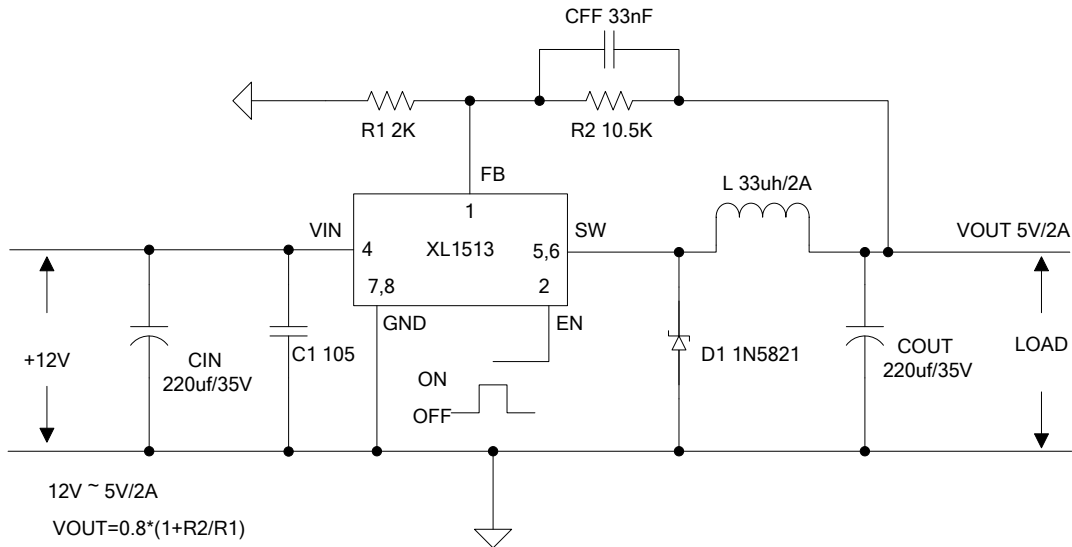 CFF 33nF
R1 2K
R2 10.5K
FB
L 33uh/2A
1
VIN
SW
VOUT 5V/2A
4
XL1513
5,6
7,8
2
GND
EN
+12V
CIN
220uf/35V
C1 105
D1 1N5821
COUT
220uf/35V
LOAD
ON
OFF
12V ~ 5V/2A
VOUT=0.8*(1+R2/R1)